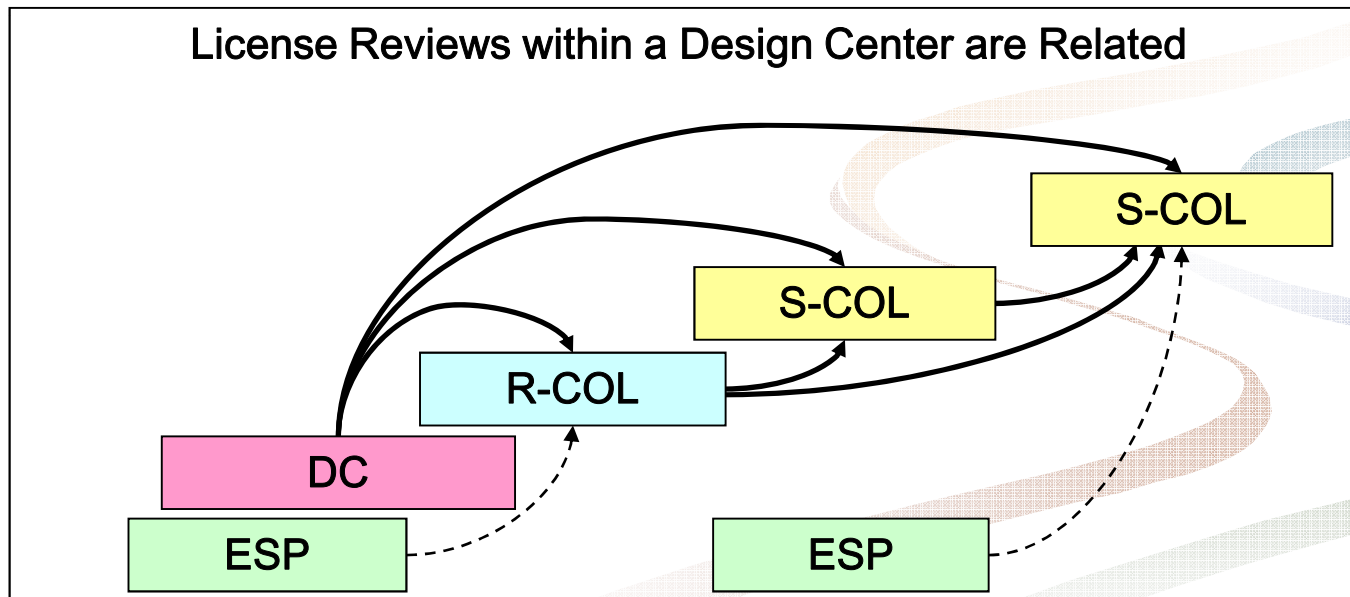 License Reviews within a Design Center are Related
S-COL
S-COL
R-COL
DC
ESP
ESP